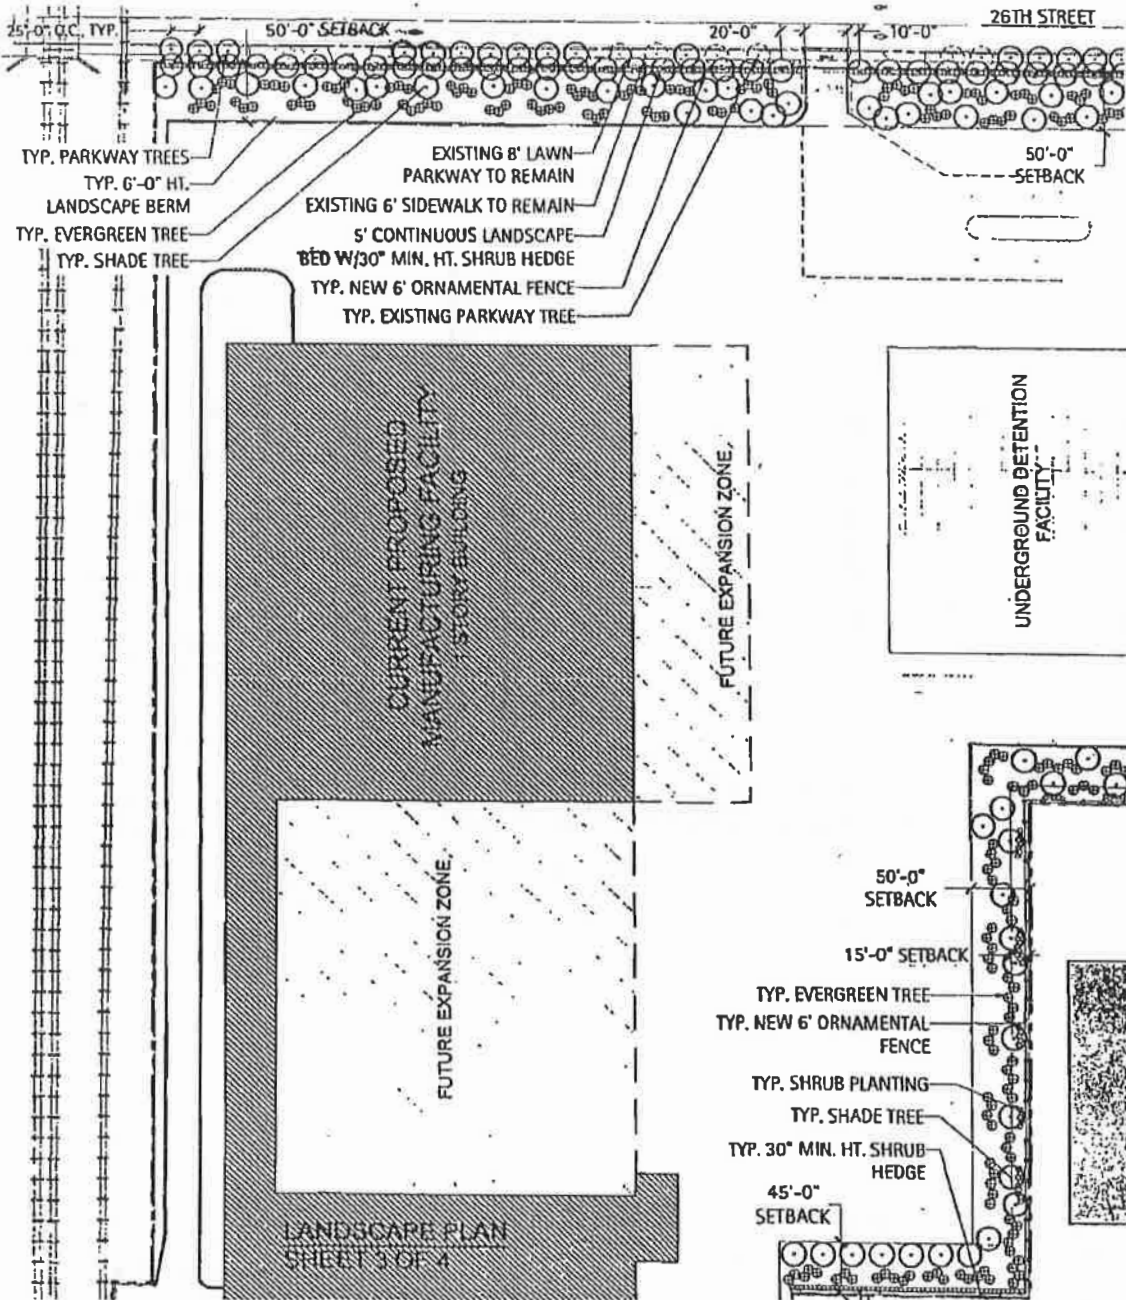 25'-0" O.C. TYP.
50'-0" SETBACK
20'-0"
10'-0"
26TH STREET
TYP. PARKWAY TREES
TYP. 6'-0" HT.
LANDSCAPE BERM
TYP. EVERGREEN TREE
TYP. SHADE TREE
EXISTING 8' LAWN
PARKWAY TO REMAIN
EXISTING 6' SIDEWALK TO REMAIN
5' CONTINUOUS LANDSCAPE
BED W/30" MIN. HT. SHRUB HEDGE
TYP. NEW 6' ORNAMENTAL FENCE
TYP. EXISTING PARKWAY TREE
50'-0"
SETBACK
CURRENT PROPOSED
MANUFACTURING FACILITY
STORY BUILDING
FUTURE EXPANSION ZONE
UNDERGROUND DETENTION
FACILITY
FUTURE EXPANSION ZONE
50'-0"
SETBACK
15'-0" SETBACK
TYP. EVERGREEN TREE
TYP. NEW 6' ORNAMENTAL
FENCE
TYP. SHRUB PLANTING
TYP. SHADE TREE
TYP. 30" MIN. HT. SHRUB
HEDGE
45'-0"
SETBACK
LANDSCAPE PLAN
SHEET 3 OF 4